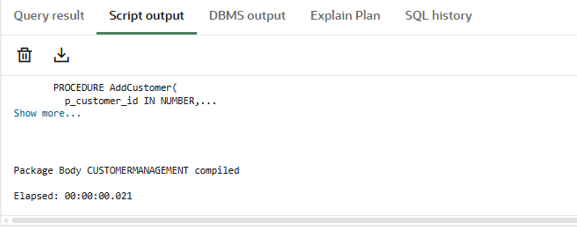 Query result Script output DBMS output Explain Plan SQL history
PROCEDURE AddCustomer(
p_customer_id IN NUMBER,...
Show more...
Package Body CUSTOMERMANAGEMENT compiled
Elapsed: 00:00:00.021